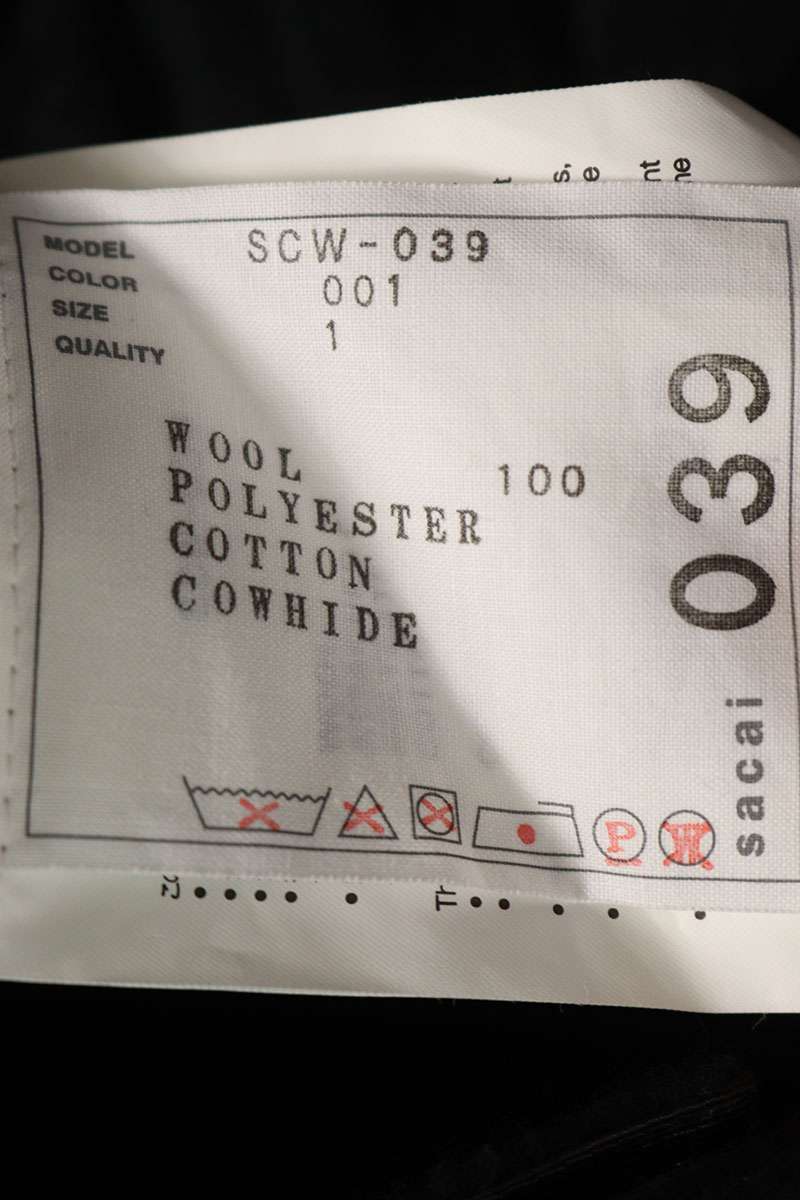 MODEL SCW-039
COLOR 001
SIZE 1
QUALITY
WOOL 100
POLYESTER
COTTON
COWHIDE
P
W
sacai 039